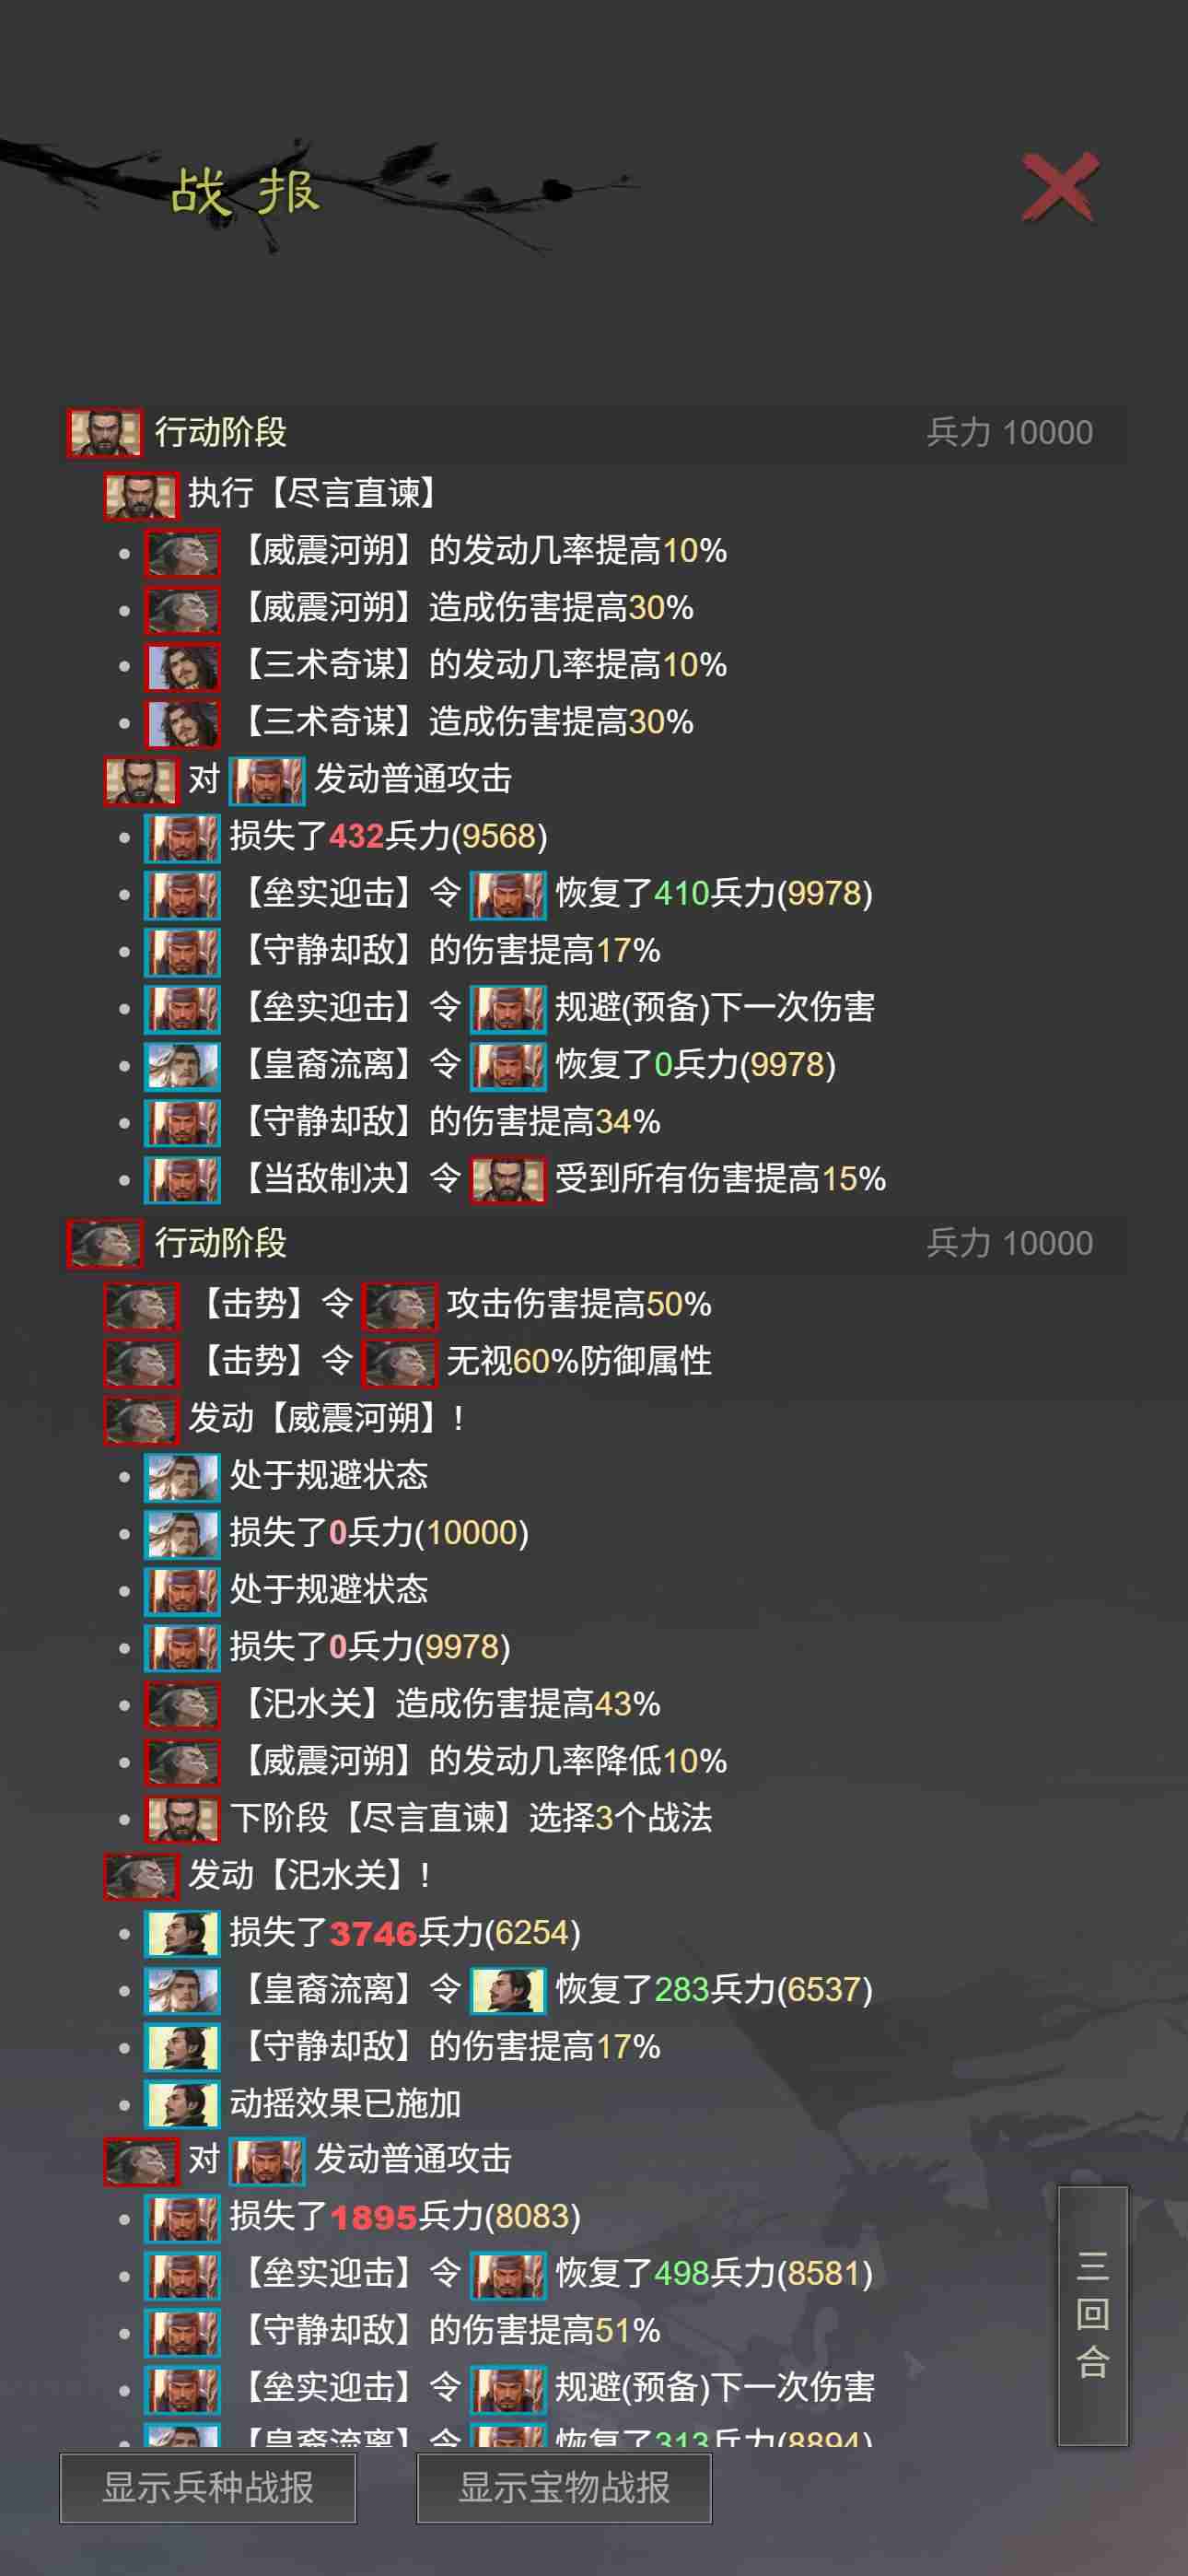 战报
行动阶段 兵力 10000
执行【尽言直谏】
【威震河朔】的发动几率提高10%
【威震河朔】造成伤害提高30%
【三术奇谋】的发动几率提高10%
【三术奇谋】造成伤害提高30%
对 发动普通攻击
损失了432兵力(9568)
【垒实迎击】令 恢复了410兵力(9978)
【守静却敌】的伤害提高17%
【垒实迎击】令 规避(预备)下一次伤害
【皇裔流离】令 恢复了0兵力(9978)
【守静却敌】的伤害提高34%
【当敌制决】令 受到所有伤害提高15%
行动阶段 兵力 10000
【击势】令 攻击伤害提高50%
【击势】令 无视60%防御属性
发动【威震河朔】!
处于规避状态
损失了0兵力(10000)
处于规避状态
损失了0兵力(9978)
【汜水关】造成伤害提高43%
【威震河朔】的发动几率降低10%
下阶段【尽言直谏】选择3个战法
发动【汜水关】!
损失了3746兵力(6254)
【皇裔流离】令 恢复了283兵力(6537)
【守静却敌】的伤害提高17%
动摇效果已施加
对 发动普通攻击
损失了1895兵力(8083)
【垒实迎击】令 恢复了498兵力(8581)
【守静却敌】的伤害提高51%
【垒实迎击】令 规避(预备)下一次伤害
【皇裔流离】令 恢复了313兵力(8894)
三回合
显示兵种战报 显示宝物战报